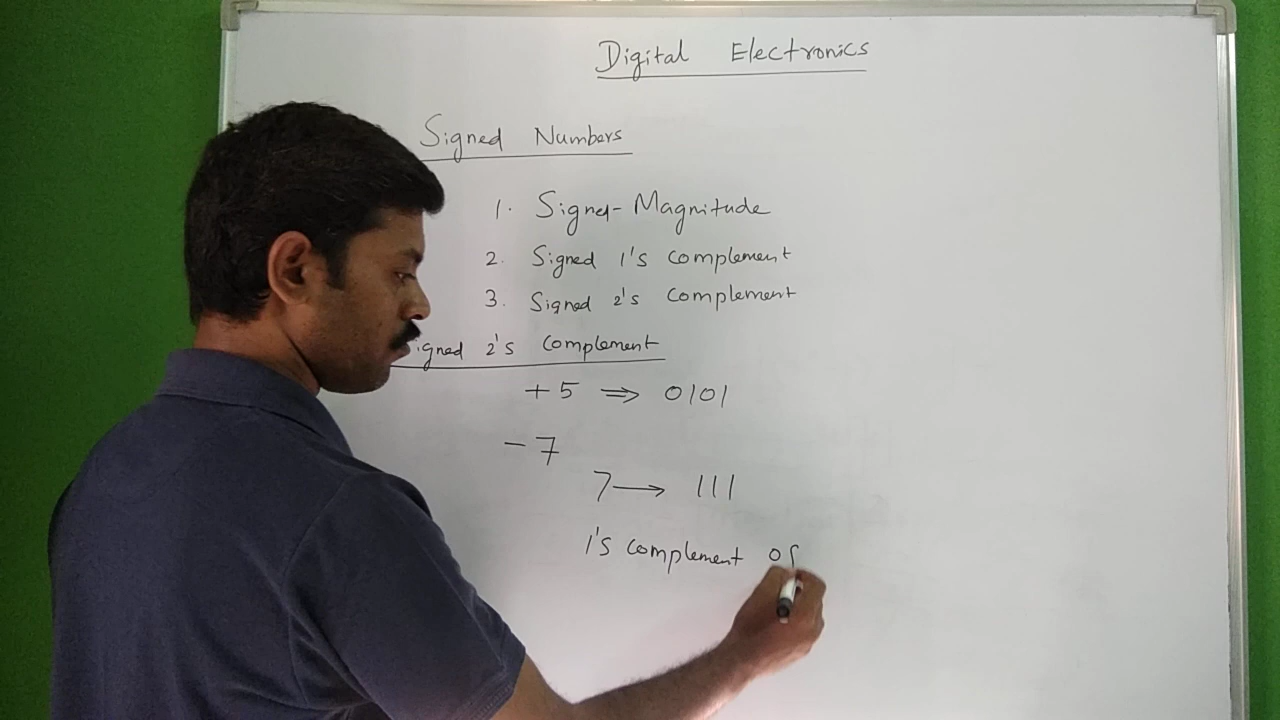 Digital Electronics
Signed Numbers
1. Signed-Magnitude
2. Signed 1's complement
3. Signed 2's complement
igned 2's complement
+5 ⇒ 0101
-7
7 → 111
1's complement of